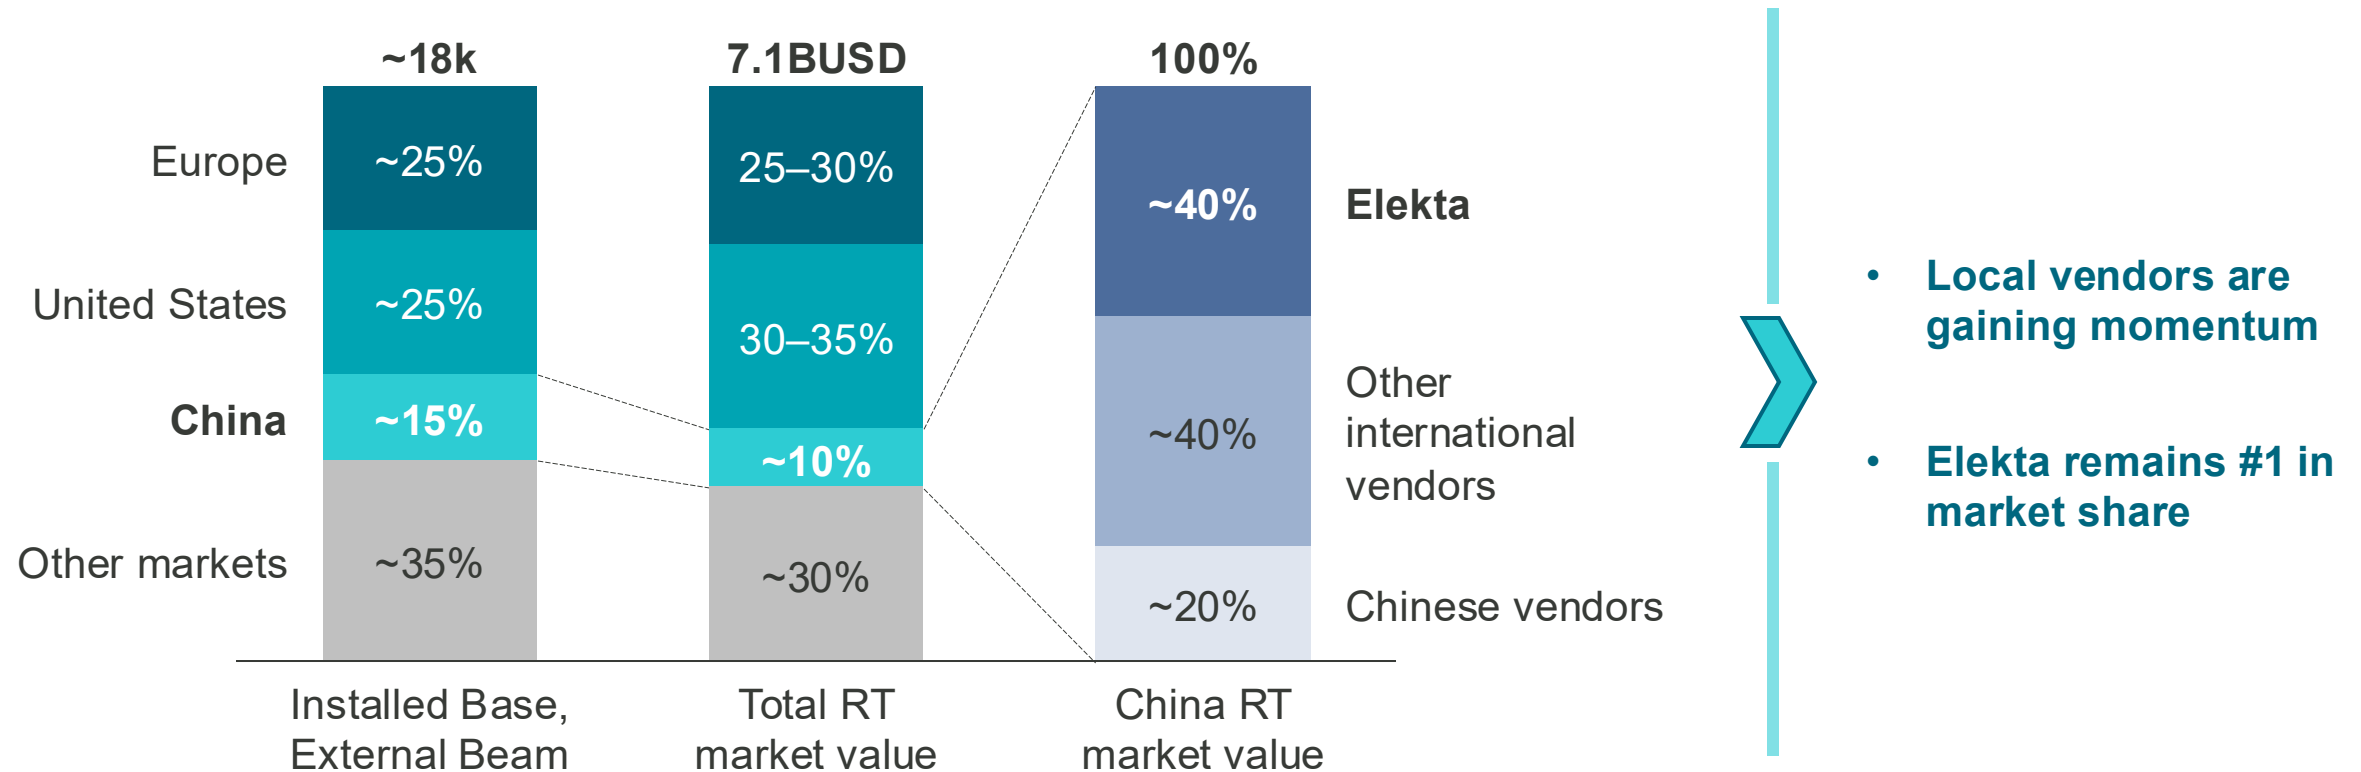 ~18k
7.1BUSD
100%
Europe
~25%
25–30%
~40%
Elekta
United States
~25%
30–35%
Other
international
vendors
~40%
China
~15%
~10%
Other markets
~35%
~30%
~20%
Chinese vendors
Installed Base,
External Beam
Total RT
market value
China RT
market value
• Local vendors are
gaining momentum
• Elekta remains #1 in
market share